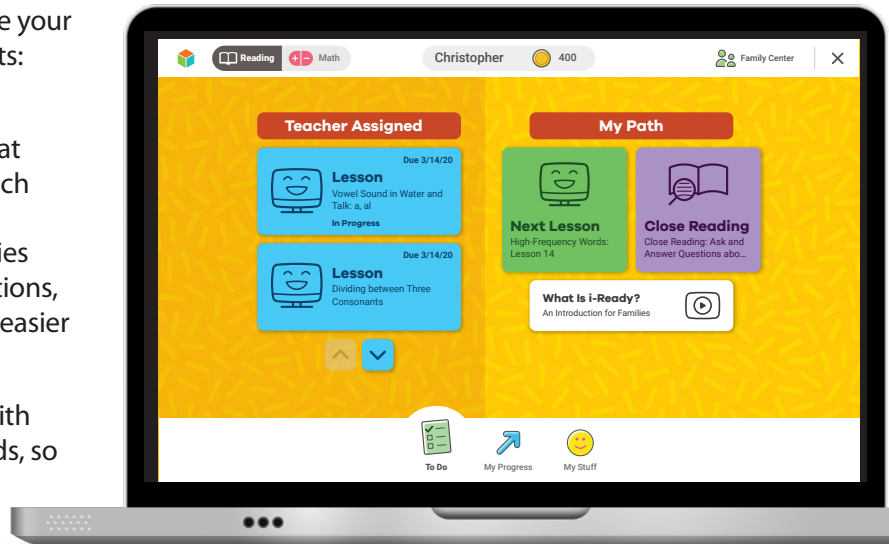 e your
ts:
at
ch
ies
tions,
easier
ith
ds, so
Reading
Math
Christopher
400
Family Center
Teacher Assigned
Due 3/14/20
Lesson
Vowel Sound in Water and
Talk: a, al
In Progress
Due 3/14/20
Lesson
Dividing between Three
Consonants
My Path
Next Lesson
High-Frequency Words:
Lesson 14
Close Reading
Close Reading: Ask and
Answer Questions abo...
What Is i-Ready?
An Introduction for Families
To Do
My Progress
My Stuff